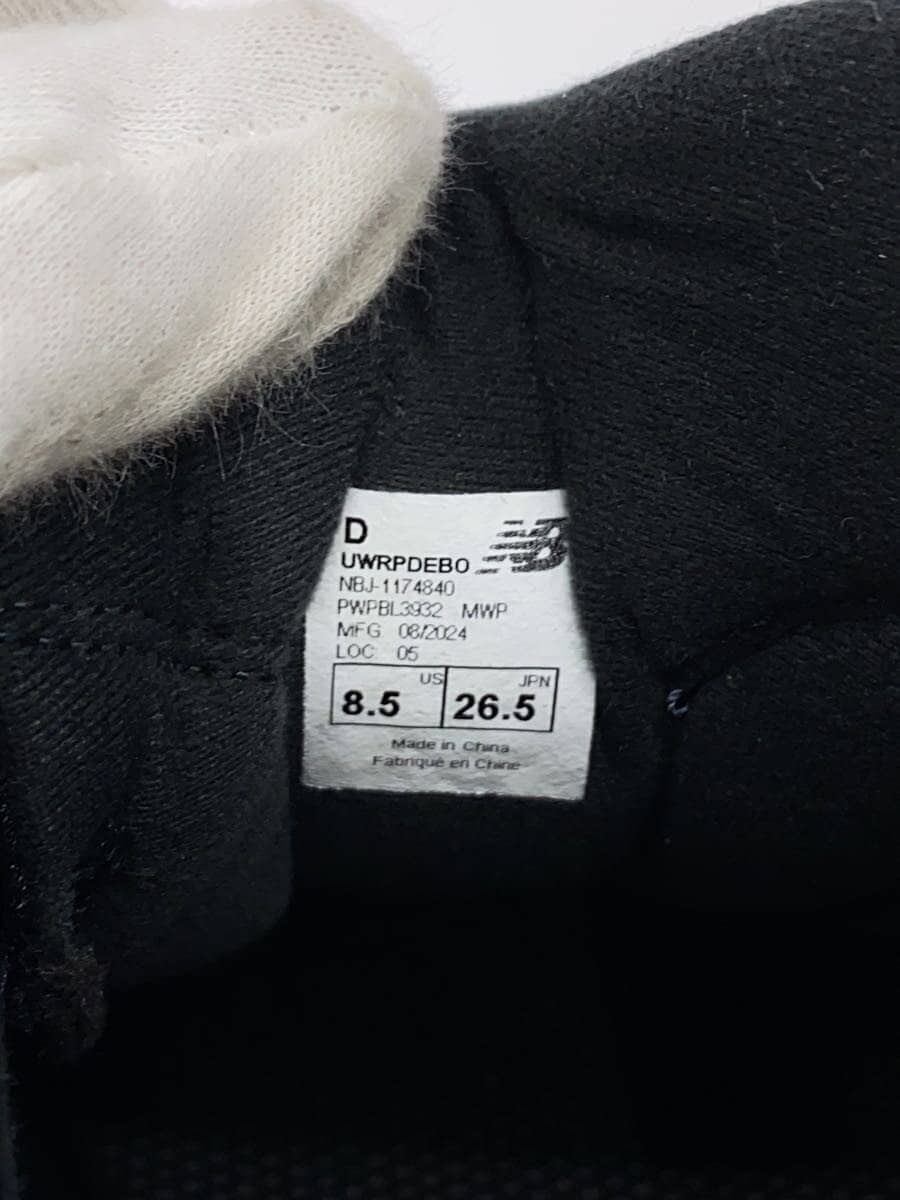 D
UWRPDEBO
NB
NBJ-1174840
PWPBL3932 MWP
MFG 08/2024
LOC 05
US JPN
8.5 26.5
Made in China
Fabriqué en Chine